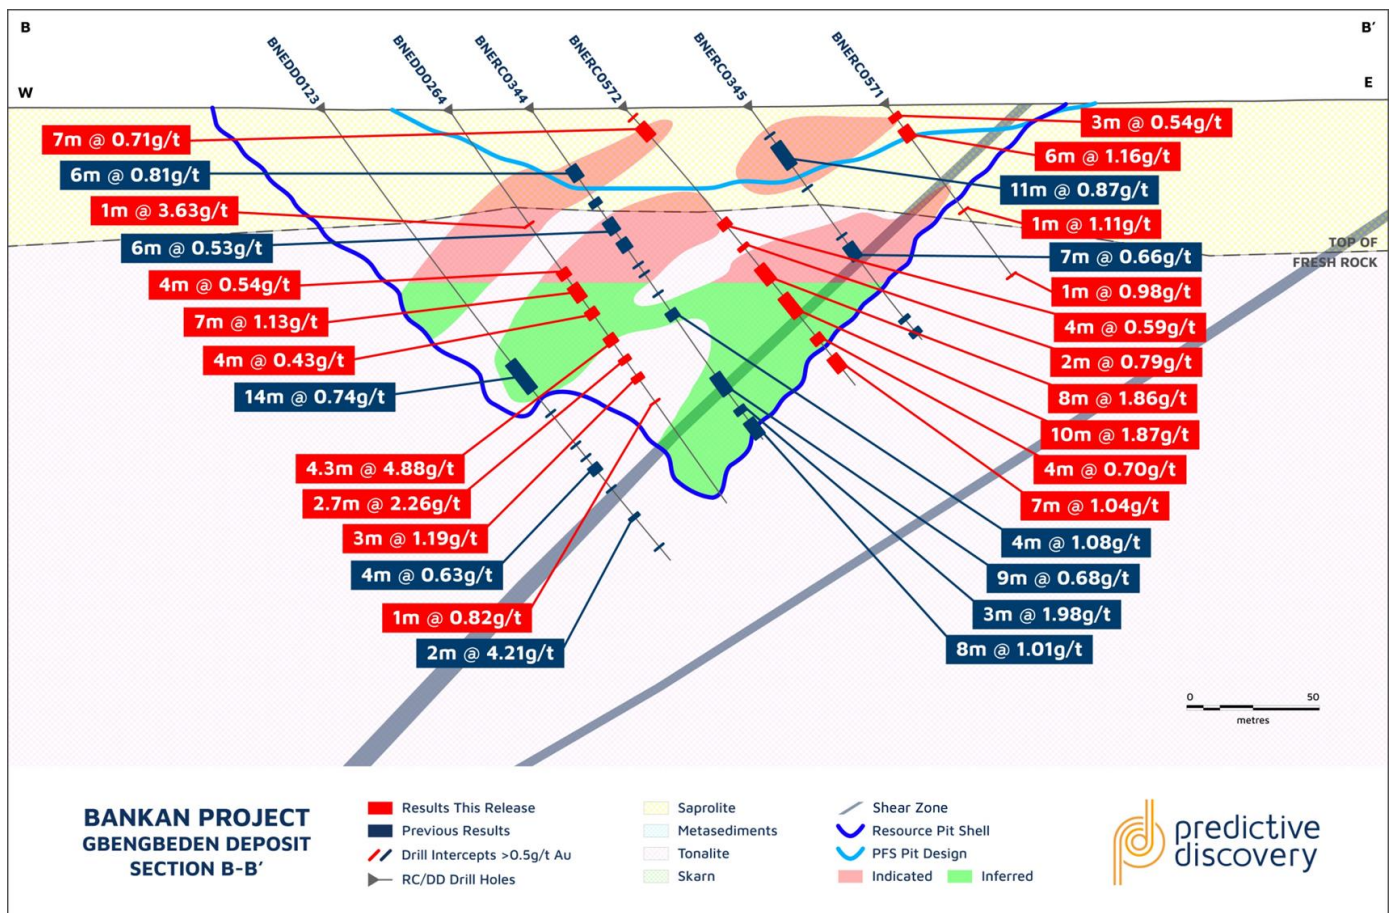 B
B′
W
E
BNEDD0123
BNEDD0264
BNERC0344
BNERC0572
BNERC0345
BNERC0571
7m @ 0.71g/t
6m @ 0.81g/t
1m @ 3.63g/t
6m @ 0.53g/t
4m @ 0.54g/t
7m @ 1.13g/t
4m @ 0.43g/t
14m @ 0.74g/t
4.3m @ 4.88g/t
2.7m @ 2.26g/t
3m @ 1.19g/t
4m @ 0.63g/t
1m @ 0.82g/t
2m @ 4.21g/t
3m @ 0.54g/t
6m @ 1.16g/t
11m @ 0.87g/t
1m @ 1.11g/t
7m @ 0.66g/t
1m @ 0.98g/t
4m @ 0.59g/t
2m @ 0.79g/t
8m @ 1.86g/t
10m @ 1.87g/t
4m @ 0.70g/t
7m @ 1.04g/t
4m @ 1.08g/t
9m @ 0.68g/t
3m @ 1.98g/t
8m @ 1.01g/t
TOP OF
FRESH ROCK
0 50
metres
BANKAN PROJECT
GBENGBEDEN DEPOSIT
SECTION B-B′
Results This Release
Previous Results
Drill Intercepts >0.5g/t Au
RC/DD Drill Holes
Saprolite
Metasediments
Tonalite
Skarn
Shear Zone
Resource Pit Shell
PFS Pit Design
Indicated Inferred
predictive
discovery